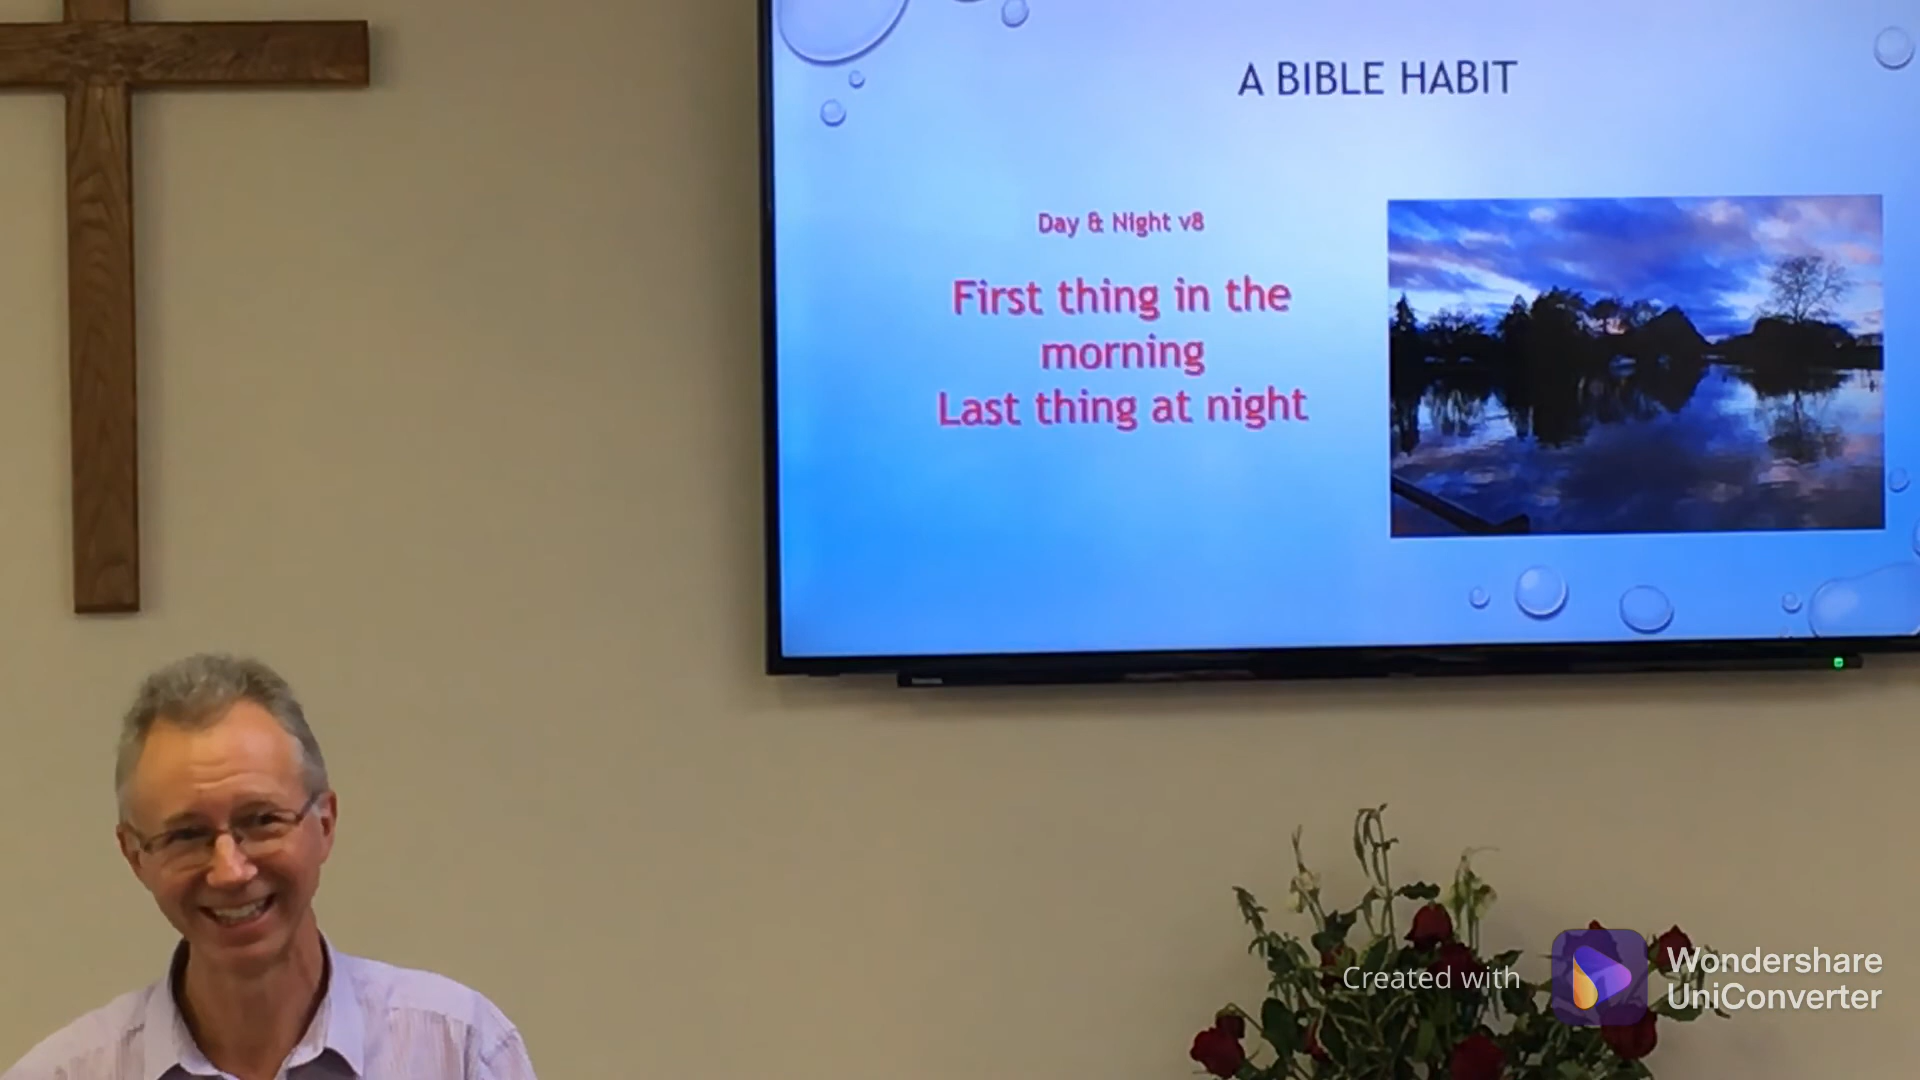 A BIBLE HABIT
Day & Night v8
First thing in the
morning
Last thing at night
Created with
Wondershare
UniConverter